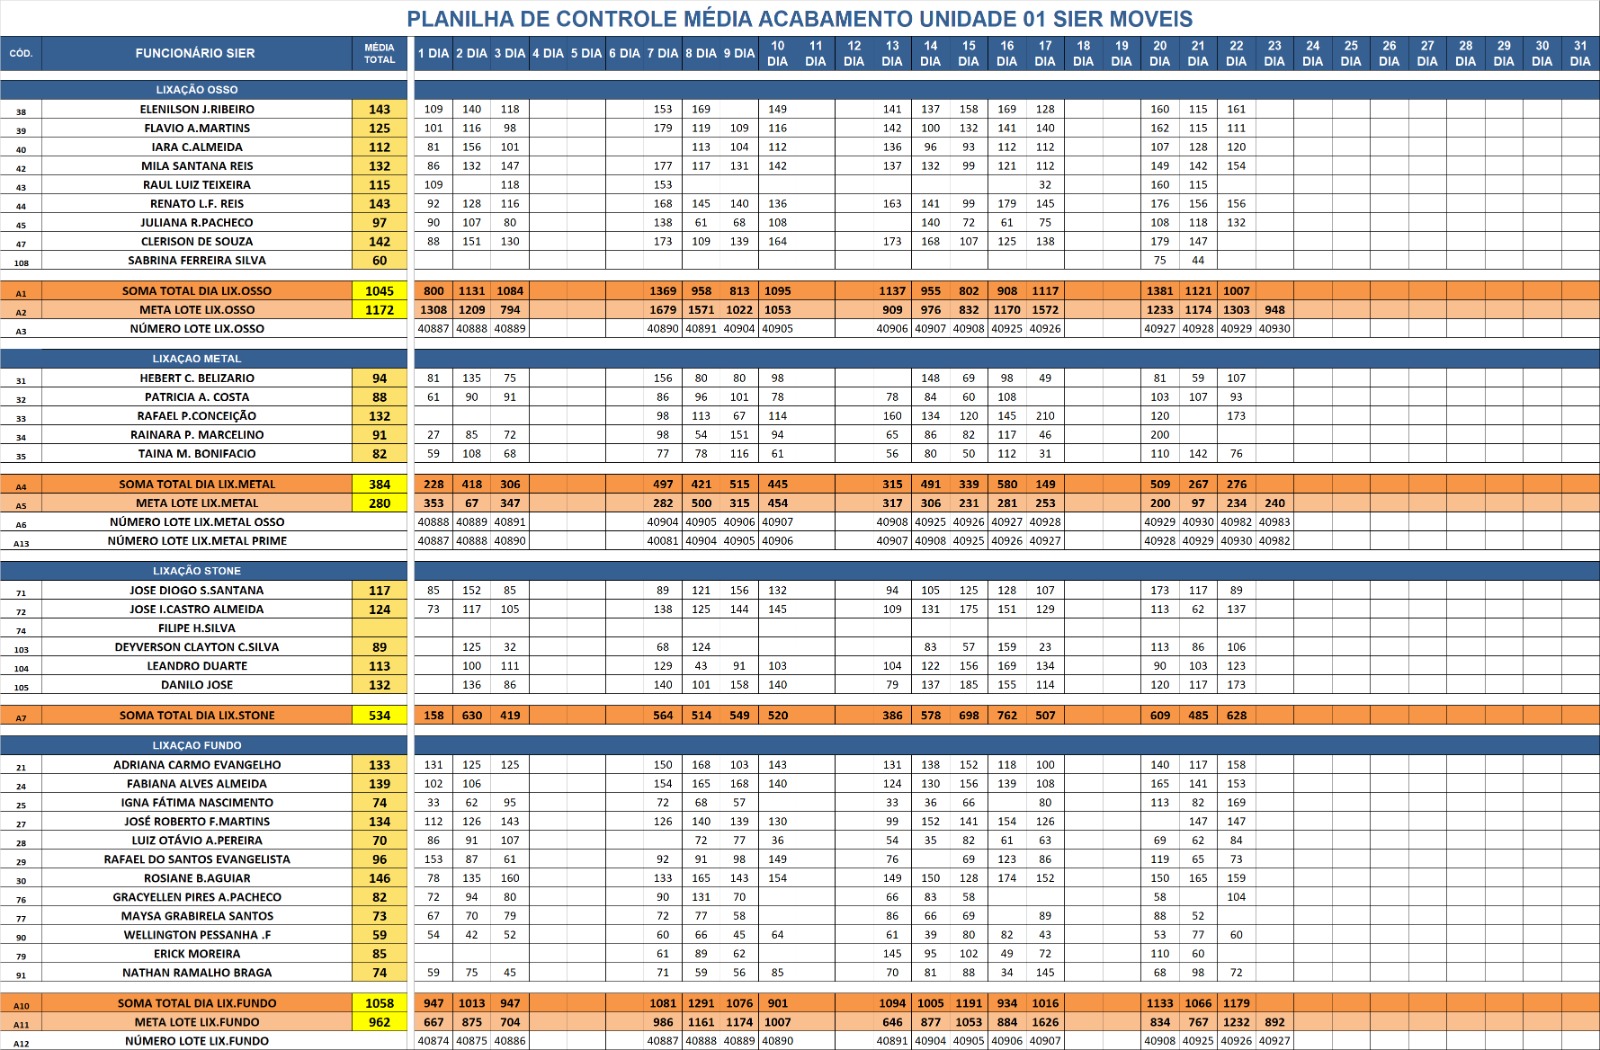 PLANILHA DE CONTROLE MÉDIA ACABAMENTO UNIDADE 01 SIER MOVEIS
CÓD. FUNCIONÁRIO SIER MÉDIA TOTAL 1 DIA 2 DIA 3 DIA 4 DIA 5 DIA 6 DIA 7 DIA 8 DIA 9 DIA 10 DIA 11 DIA 12 DIA 13 DIA 14 DIA 15 DIA 16 DIA 17 DIA 18 DIA 19 DIA 20 DIA 21 DIA 22 DIA 23 DIA 24 DIA 25 DIA 26 DIA 27 DIA 28 DIA 29 DIA 30 DIA 31 DIA
LIXAÇÃO OSSO
38 ELENILSON J.RIBEIRO 143 109 140 118 153 169 149 141 137 158 169 128 160 115 161
39 FLAVIO A.MARTINS 125 101 116 98 179 119 109 116 142 100 132 141 140 162 115 111
40 IARA C.ALMEIDA 112 81 156 101 113 104 112 136 96 93 112 112 107 128 120
42 MILA SANTANA REIS 132 86 132 147 177 117 131 142 137 132 99 121 112 149 142 154
43 RAUL LUIZ TEIXEIRA 115 109 118 153 32 160 115
44 RENATO L.F. REIS 143 92 128 116 168 145 140 136 163 141 99 179 145 176 156 156
45 JULIANA R.PACHECO 97 90 107 80 138 61 68 108 140 72 61 75 108 118 132
47 CLERISON DE SOUZA 142 88 151 130 173 109 139 164 173 168 107 125 138 179 147
108 SABRINA FERREIRA SILVA 60 75 44
A1 SOMA TOTAL DIA LIX.OSSO 1045 800 1131 1084 1369 958 813 1095 1137 955 802 908 1117 1381 1121 1007
A2 META LOTE LIX.OSSO 1172 1308 1209 794 1679 1571 1022 1053 909 976 832 1170 1572 1233 1174 1303 948
A3 NÚMERO LOTE LIX.OSSO 40887 40888 40889 40890 40891 40904 40905 40906 40907 40908 40925 40926 40927 40928 40929 40930
LIXAÇAO METAL
31 HEBERT C. BELIZARIO 94 81 135 75 156 80 80 98 148 69 98 49 81 59 107
32 PATRICIA A. COSTA 88 61 90 91 86 96 101 78 78 84 60 108 103 107 93
33 RAFAEL P.CONCEIÇÃO 132 98 113 67 114 160 134 120 145 210 120 173
34 RAINARA P. MARCELINO 91 27 85 72 98 54 151 94 65 86 82 117 46 200
35 TAINA M. BONIFACIO 82 59 108 68 77 78 116 61 56 80 50 112 31 110 142 76
A4 SOMA TOTAL DIA LIX.METAL 384 228 418 306 497 421 515 445 315 491 339 580 149 509 267 276
A5 META LOTE LIX.METAL 280 353 67 347 282 500 315 454 317 306 231 281 253 200 97 234 240
A6 NÚMERO LOTE LIX.METAL OSSO 40888 40889 40891 40904 40905 40906 40907 40908 40925 40926 40927 40928 40929 40930 40982 40983
A13 NÚMERO LOTE LIX.METAL PRIME 40887 40888 40890 40081 40904 40905 40906 40907 40908 40925 40926 40927 40928 40929 40930 40982
LIXAÇÃO STONE
71 JOSE DIOGO S.SANTANA 117 85 152 85 89 121 156 132 94 105 125 128 107 173 117 89
72 JOSE I.CASTRO ALMEIDA 124 73 117 105 138 125 144 145 109 131 175 151 129 113 62 137
74 FILIPE H.SILVA
103 DEYVERSON CLAYTON C.SILVA 89 125 32 68 124 83 57 159 23 113 86 106
104 LEANDRO DUARTE 113 100 111 129 43 91 103 104 122 156 169 134 90 103 123
105 DANILO JOSE 132 136 86 140 101 158 140 79 137 185 155 114 120 117 173
A7 SOMA TOTAL DIA LIX.STONE 534 158 630 419 564 514 549 520 386 578 698 762 507 609 485 628
LIXAÇAO FUNDO
21 ADRIANA CARMO EVANGELHO 133 131 125 125 150 168 103 143 131 138 152 118 100 140 117 158
24 FABIANA ALVES ALMEIDA 139 102 106 154 165 168 140 124 130 156 139 108 165 141 153
25 IGNA FÁTIMA NASCIMENTO 74 33 62 95 72 68 57 33 36 66 80 113 82 169
27 JOSÉ ROBERTO F.MARTINS 134 112 126 143 126 140 139 130 99 152 141 154 126 147 147
28 LUIZ OTÁVIO A.PEREIRA 70 86 91 107 72 77 36 54 35 82 61 63 69 62 84
29 RAFAEL DO SANTOS EVANGELISTA 96 153 87 61 92 91 98 149 76 69 123 86 119 65 73
30 ROSIANE B.AGUIAR 146 78 135 160 133 165 143 154 149 150 128 174 152 150 165 159
76 GRACYELLEN PIRES A.PACHECO 82 72 94 80 90 131 70 66 83 58 58 104
77 MAYSA GRABIRELA SANTOS 73 67 70 79 72 77 58 86 66 69 89 88 52
90 WELLINGTON PESSANHA .F 59 54 42 52 60 66 45 64 61 39 80 82 43 53 77 60
79 ERICK MOREIRA 85 61 89 62 145 95 102 49 72 110 60
91 NATHAN RAMALHO BRAGA 74 59 75 45 71 59 56 85 70 81 88 34 145 68 98 72
A10 SOMA TOTAL DIA LIX.FUNDO 1058 947 1013 947 1081 1291 1076 901 1094 1005 1191 934 1016 1133 1066 1179
A11 META LOTE LIX.FUNDO 962 667 875 704 986 1161 1174 1007 646 877 1053 884 1626 834 767 1232 892
A12 NÚMERO LOTE LIX.FUNDO 40874 40875 40886 40887 40888 40889 40890 40891 40904 40905 40906 40907 40908 40925 40926 40927